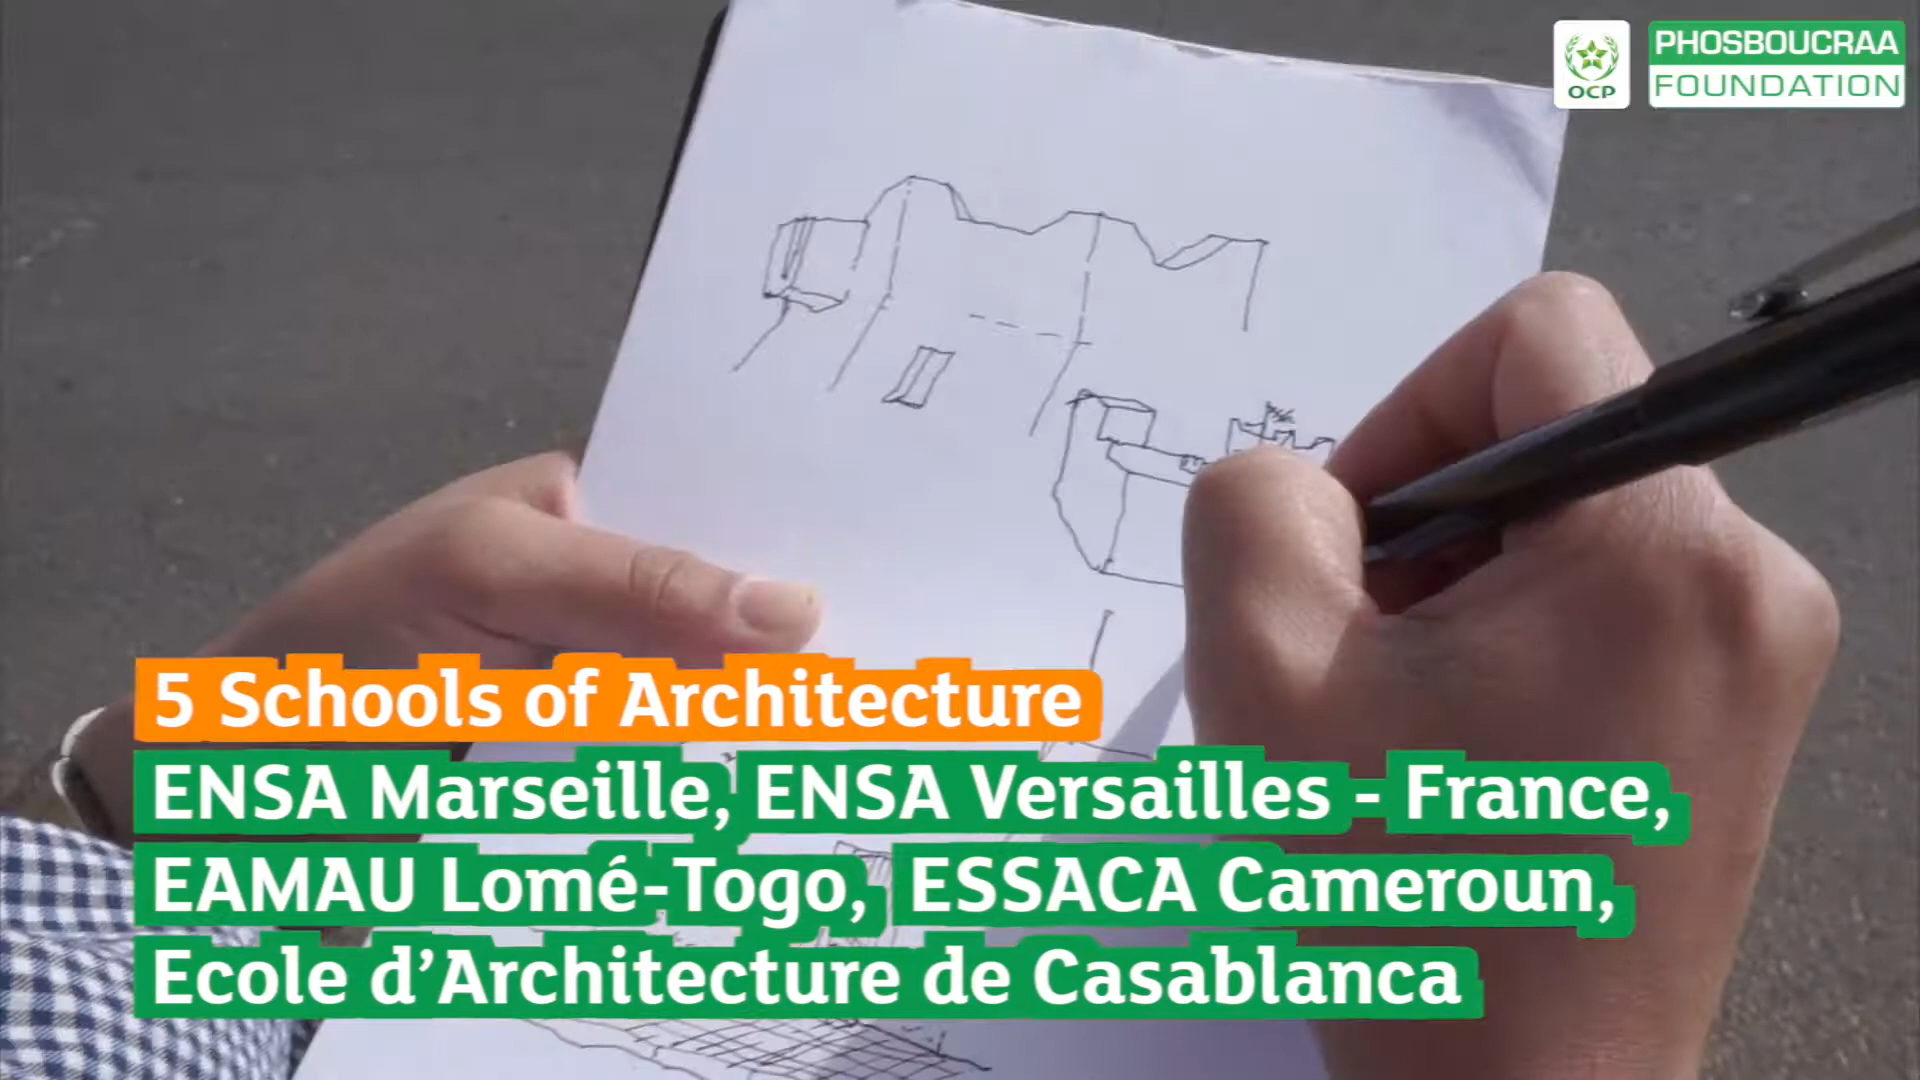 OCP
PHOSBOUCRAA
FOUNDATION
5 Schools of Architecture
ENSA Marseille, ENSA Versailles - France,
EAMAU Lomé-Togo, ESSACA Cameroun,
Ecole d’Architecture de Casablanca